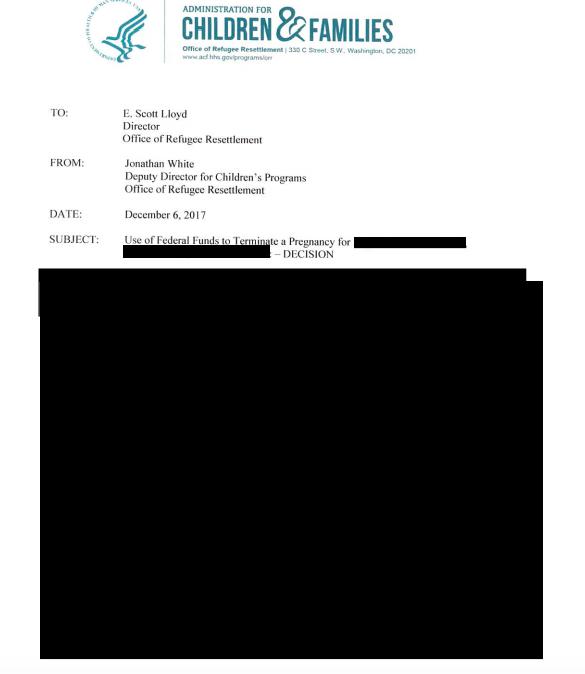 ADMINISTRATION FOR
CHILDREN & FAMILIES
Office of Refugee Resettlement | 330 C Street, S.W., Washington, DC 20201
www.acf.hhs.gov/programs/orr
TO: E. Scott Lloyd
Director
Office of Refugee Resettlement
FROM: Jonathan White
Deputy Director for Children's Programs
Office of Refugee Resettlement
DATE: December 6, 2017
SUBJECT: Use of Federal Funds to Terminate a Pregnancy for
– DECISION